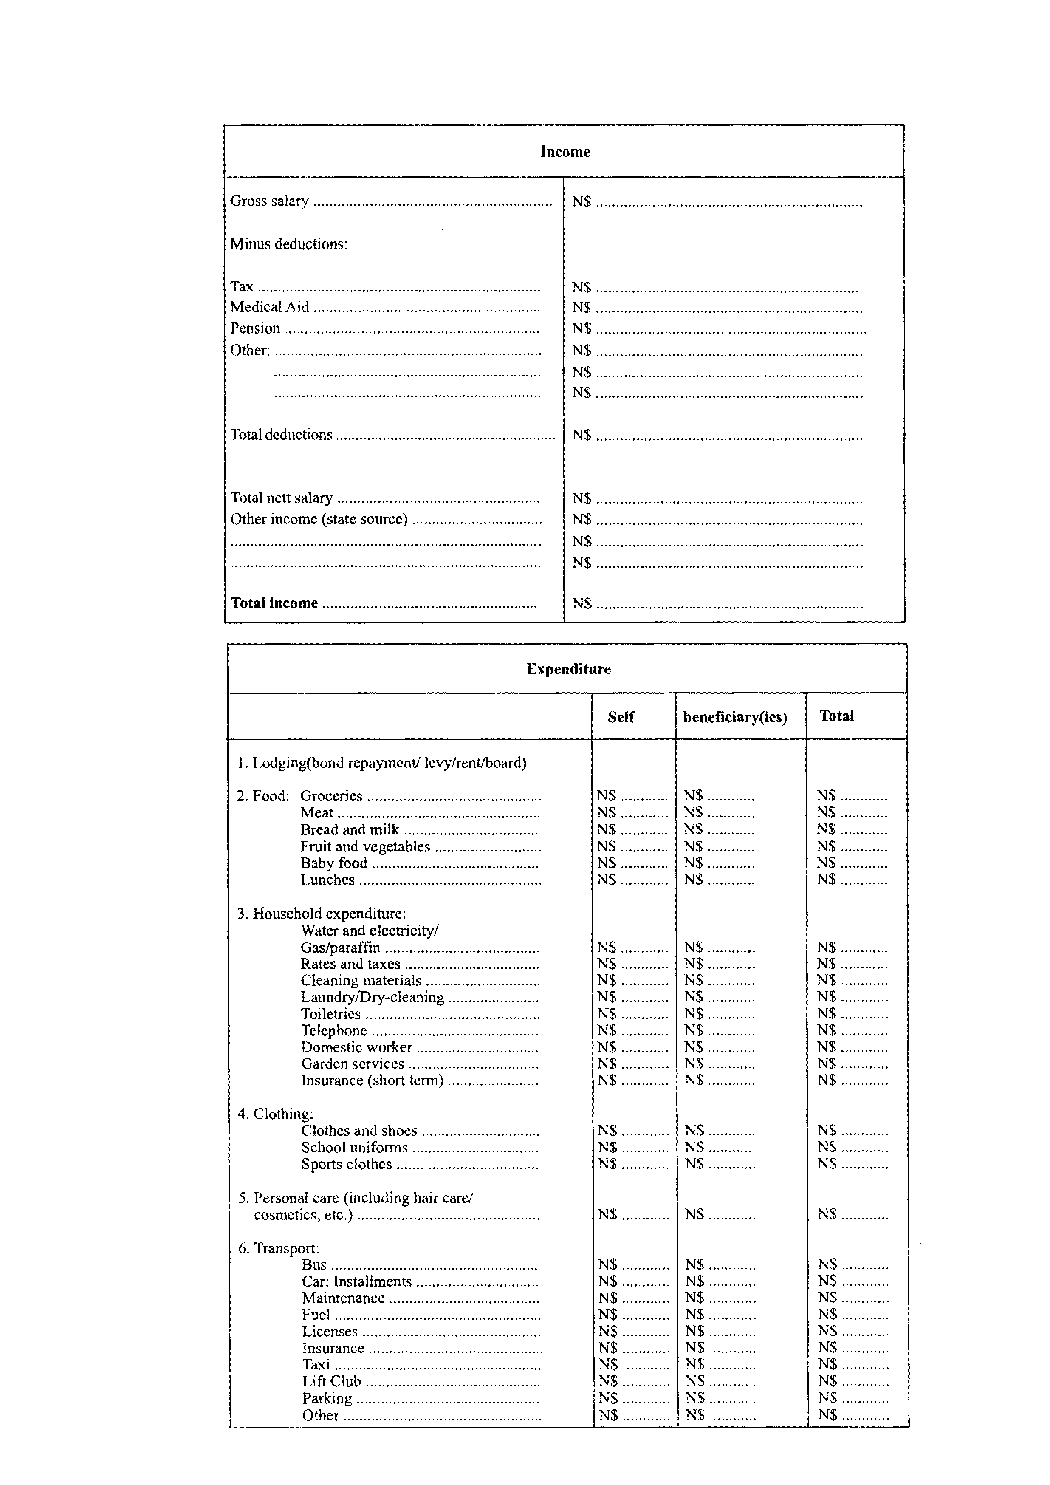 Income
Gross salary ........................................................... N$ ..................................................................
Minus deductions:
Tax ...................................................................... N$ .................................................................
Medical Aid ........................................................ N$ ..................................................................
Pension ............................................................... N$ ...................................................................
Other: .................................................................. N$ ..................................................................
.................................................................. N$ ..................................................................
.................................................................. N$ ..................................................................
Total deductions ...................................................... N$ ..................................................................
Total nett salary .................................................. N$ ..................................................................
Other income (state source) ................................ N$ ..................................................................
............................................................................. N$ ..................................................................
............................................................................. N$ ..................................................................
Total income ..................................................... N$ ..................................................................
Expenditure
Self beneficiary(ies) Total
1. Lodging(bond repayment/ levy/rent/board)
2. Food: Groceries ........................................... N$ ............ N$ ............ N$ ............
Meat .................................................. N$ ............ N$ ............ N$ ............
Bread and milk ................................. N$ ............ N$ ............ N$ ............
Fruit and vegetables .......................... N$ ............ N$ ............ N$ ............
Baby food ......................................... N$ ............ N$ ............ N$ ............
Lunches ............................................. N$ ............ N$ ............ N$ ............
3. Household expenditure:
Water and electricity/
Gas/paraffin ...................................... N$ ............ N$ ............ N$ ............
Rates and taxes ................................. N$ ............ N$ ............ N$ ............
Cleaning materials ............................ N$ ............ N$ ............ N$ ............
Laundry/Dry-cleaning ...................... N$ ............ N$ ............ N$ ............
Toiletries ........................................... N$ ............ N$ ............ N$ ............
Telephone ......................................... N$ ............ N$ ............ N$ ............
Domestic worker .............................. N$ ............ N$ ............ N$ ............
Garden services ................................ N$ ............ N$ ............ N$ ............
Insurance (short term) ...................... N$ ............ N$ ............ N$ ............
4. Clothing:
Clothes and shoes ............................. N$ ............ N$ ............ N$ ............
School uniforms ............................... N$ ............ N$ ........... N$ ............
Sports clothes ................................... N$ ............ N$ ............ N$ ............
5. Personal care (including hair care/
cosmetics, etc.) ............................................. N$ ............ N$ ............ N$ ............
6. Transport:
Bus ................................................... N$ ............ N$ ............ N$ ............
Car: Installments .............................. N$ ............ N$ ............ N$ ............
Maintenance ..................................... N$ ............ N$ ............ N$ ............
Fuel ................................................... N$ ............ N$ ............ N$ ............
Licenses ............................................ N$ ............ N$ ............ N$ ............
Insurance ........................................... N$ ............ N$ ........... N$ ............
Taxi ................................................... N$ ........... N$ ............ N$ ............
Lift Club ........................................... N$ ............ N$ ............ N$ ............
Parking ............................................. N$ ............ N$ ............ N$ ............
Other ................................................. N$ ............ N$ ........... N$ ............